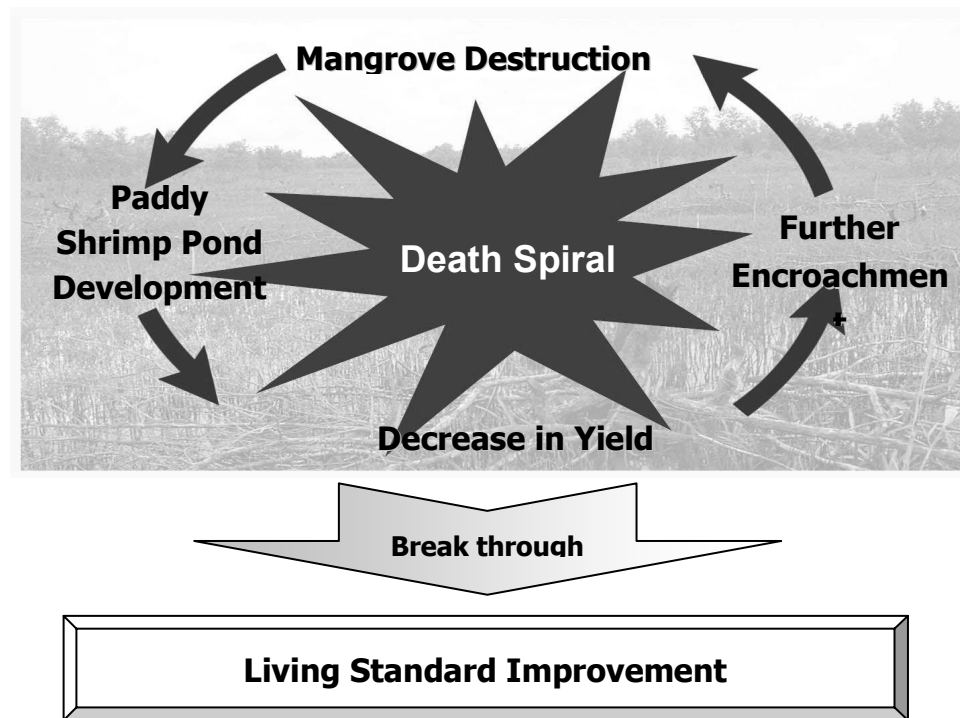 Mangrove Destruction
Paddy
Shrimp Pond
Development
Death Spiral
Further
Encroachmen
t
Decrease in Yield
Break through
Living Standard Improvement